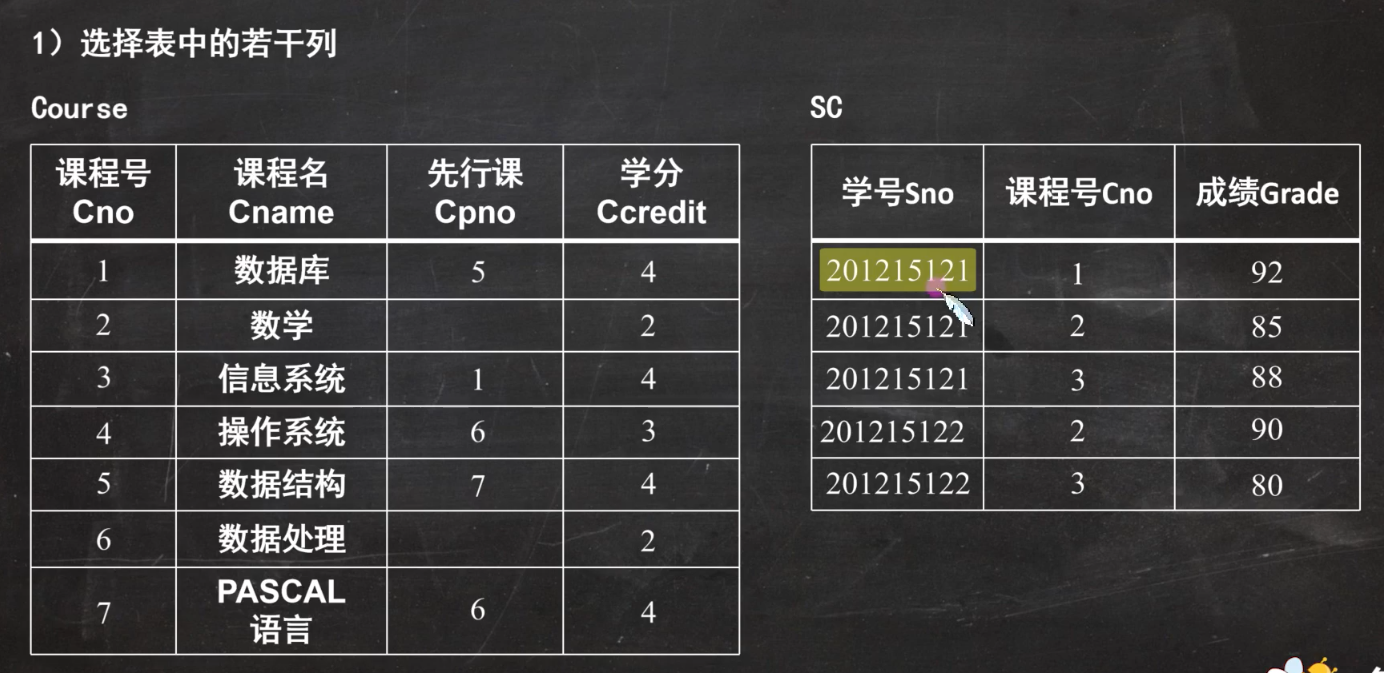 1）选择表中的若干列
Course
课程号 课程名 先行课 学分
Cno Cname Cpno Ccredit
1 数据库 5 4
2 数学 2
3 信息系统 1 4
4 操作系统 6 3
5 数据结构 7 4
6 数据处理 2
7 PASCAL 6 4
语言
SC
学号Sno 课程号Cno 成绩Grade
201215121 1 92
201215121 2 85
201215121 3 88
201215122 2 90
201215122 3 80